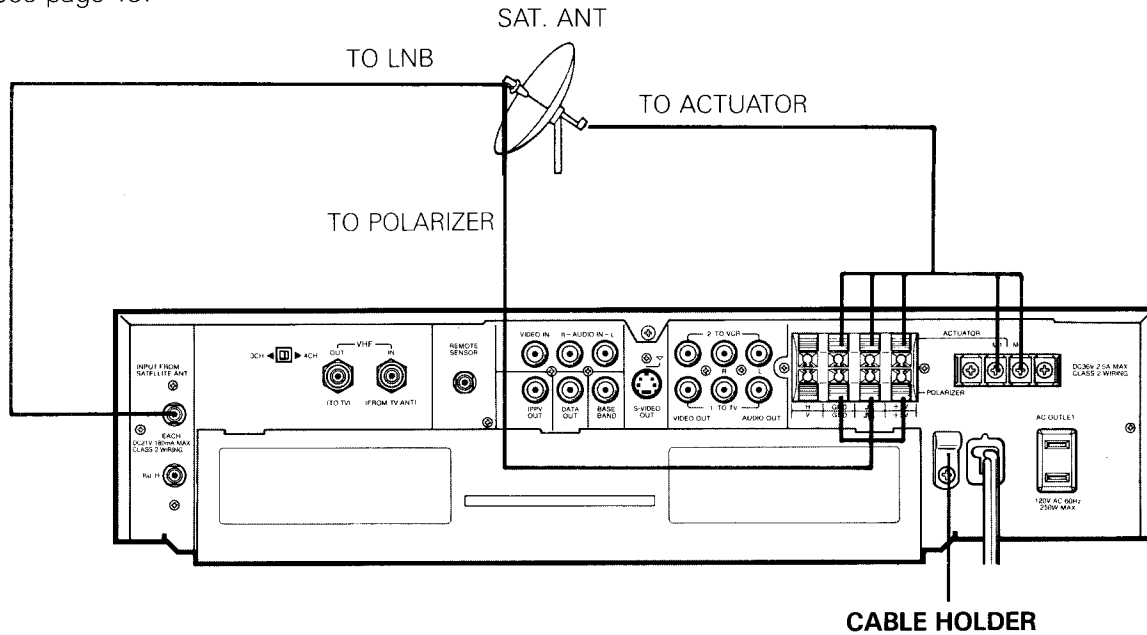 SAT. ANT
TO LNB
TO ACTUATOR
TO POLARIZER
INPUT FROM
SATELLITE ANT
EACH
DC21V 180mA MAX
CLASS 2 WIRING
3CH
4CH
VHF
OUT
IN
(TO TV)
(FROM TV ANT)
REMOTE
SENSOR
VIDEO IN
R-AUDIO IN-L
IPPV
OUT
DATA
OUT
BASE
BAND
S-VIDEO
OUT
2 TO VCR
R
L
1 TO TV
VIDEO OUT
AUDIO OUT
ACTUATOR
POLARIZER
DC36V 2.5A MAX
CLASS 2 WIRING
AC OUTLET
120V AC 60Hz
250W MAX
CABLE HOLDER